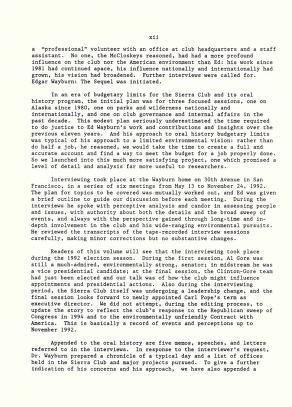 xii
a "professional" volunteer with an office at club headquarters and a staff
assistant. No one, the McCloskeys reasoned, had had a more profound
influence on the club nor the American environment than Ed: his work since
1981 had continued apace, his influence nationally and internationally had
grown, his vision had broadened. Further interviews were called for.
Edgar Wayburn: The Sequel was initiated.
In an era of budgetary limits for the Sierra Club and its oral
history program, the initial plan was for three focused sessions, one on
Alaska since 1980, one on parks and wilderness nationally and
internationally, and one on club governance and internal affairs in the
past decade. This modest plan seriously underestimated the time required
to do justice to Ed Wayburn's work and contributions and insights over the
previous eleven years. And his approach to oral history budgetary limits
was typical of his approach to a limited environmental vision: rather than
do half a job, he reasoned, we would take the time to create a full and
accurate account and find a way to meet the budget for a job properly done.
So we launched into this much more satisfying project, one which promised a
level of detail and analysis far more useful to researchers.
Interviewing took place at the Wayburn home on 30th Avenue in San
Francisco, in a series of six meetings from May 13 to November 24, 1992.
The plan for topics to be covered was mutually worked out, and Ed was given
a brief outline to guide our discussion before each meeting. During the
interviews he spoke with perceptive analysis and candor in assessing people
and issues, with authority about both the details and the broad sweep of
events, and always with the perspective gained through long-time and in-
depth involvement in the club and his wide-ranging environmental pursuits.
He reviewed the transcripts of the tape-recorded interview sessions
carefully, making minor corrections but no substantive changes.
Readers of this volume will see that the interviewing took place
during the 1992 election season. During the first session, Al Gore was
still a much-admired, environmentally strong, senator; in midstream he was
a vice presidential candidate; at the final session, the Clinton-Gore team
had just been elected and our talk was of how the club might influence
appointments and presidential actions. Also during the interviewing
period, the Sierra Club itself was undergoing a leadership change, and the
final session looks forward to newly appointed Carl Pope's term as
executive director. We did not attempt, during the editing process, to
update the story to reflect the club's response to the Republican sweep of
Congress in 1994 and to the environmentally unfriendly Contract with
America. This is basically a record of events and perceptions up to
November 1992.
Appended to the oral history are five memos, speeches, and letters
referred to in the interviews. In response to the interviewer's request,
Dr. Wayburn prepared a chronicle of a typical day and a list of offices
held in the Sierra Club and major projects pursued. To give a further
indication of his concerns and his approach, we have also appended a